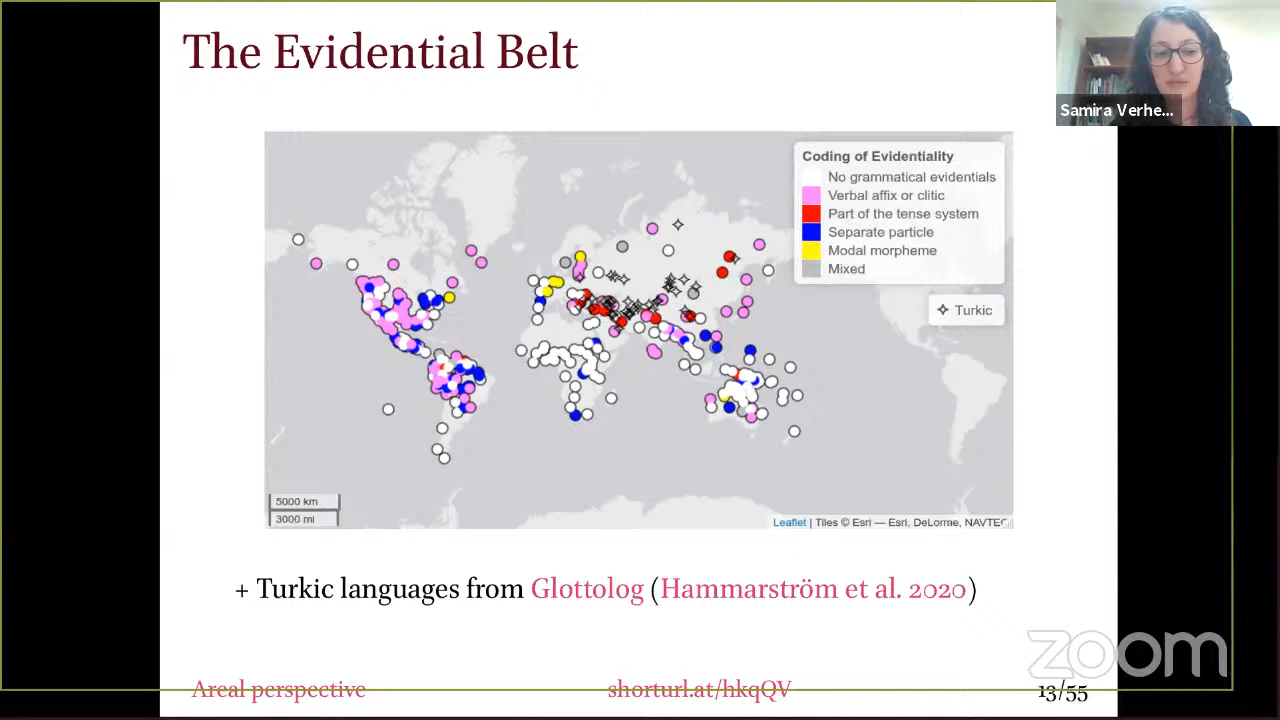 The Evidential Belt
Samira Verhe...
Coding of Evidentiality
No grammatical evidentials
Verbal affix or clitic
Part of the tense system
Separate particle
Modal morpheme
Mixed
Turkic
5000 km
3000 mi
Leaflet | Tiles © Esri — Esri, DeLorme, NAVTEC
+ Turkic languages from Glottolog (Hammarström et al. 2020)
zoom
Areal perspective shorturl.at/hkqQV 13/55